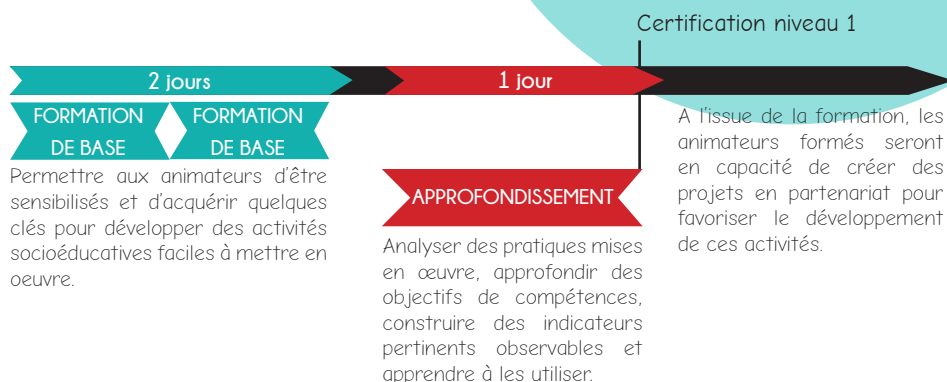 Certification niveau 1
2 jours
1 jour
FORMATION
DE BASE
FORMATION
DE BASE
Permettre aux animateurs d'être
sensibilisés et d'acquérir quelques
clés pour développer des activités
socioéducatives faciles à mettre en
oeuvre.
APPROFONDISSEMENT
Analyser des pratiques mises
en œuvre, approfondir des
objectifs de compétences,
construire des indicateurs
pertinents observables et
apprendre à les utiliser.
A l'issue de la formation, les
animateurs formés seront
en capacité de créer des
projets en partenariat pour
favoriser le développement
de ces activités.